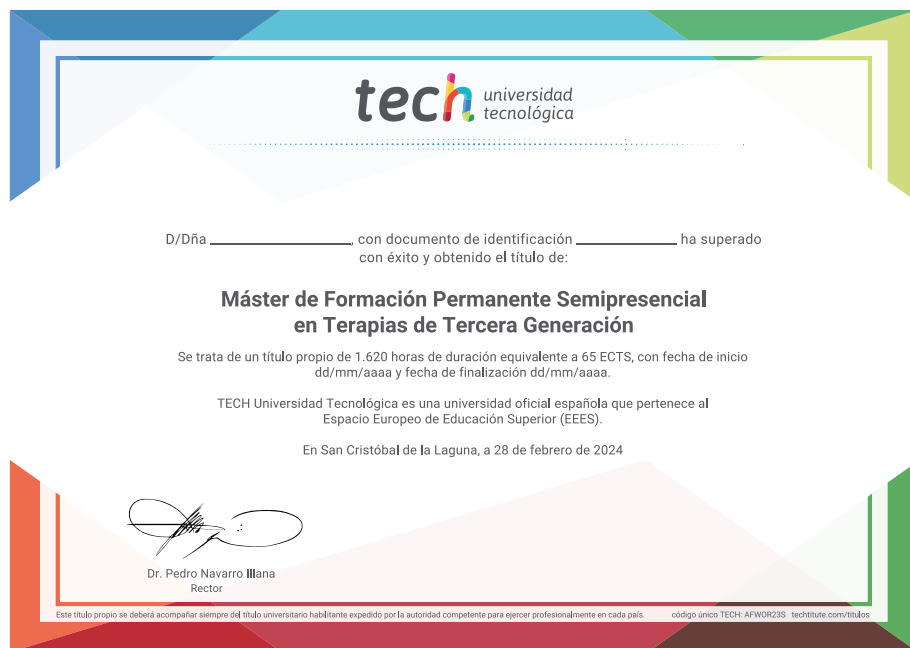 tech universidad
tecnológica
D/Dña ____________________, con documento de identificación ______________ ha superado
con éxito y obtenido el título de:
Máster de Formación Permanente Semipresencial
en Terapias de Tercera Generación
Se trata de un título propio de 1.620 horas de duración equivalente a 65 ECTS, con fecha de inicio
dd/mm/aaaa y fecha de finalización dd/mm/aaaa.
TECH Universidad Tecnológica es una universidad oficial española que pertenece al
Espacio Europeo de Educación Superior (EEES).
En San Cristóbal de la Laguna, a 28 de febrero de 2024
Dr. Pedro Navarro Illana
Rector
Este título propio se deberá acompañar siempre del título universitario habilitante expedido por la autoridad competente para ejercer profesionalmente en cada país. código único TECH: AFWOR23S techtitute.com/titulos